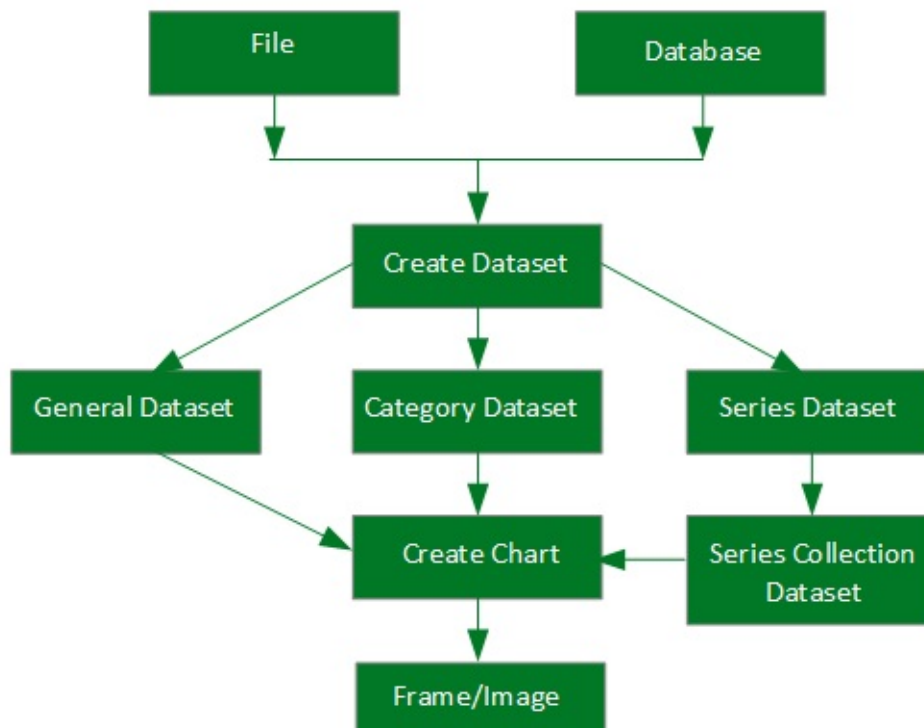 File
Database
Create Dataset
General Dataset
Category Dataset
Series Dataset
Create Chart
Series Collection
Dataset
Frame/Image